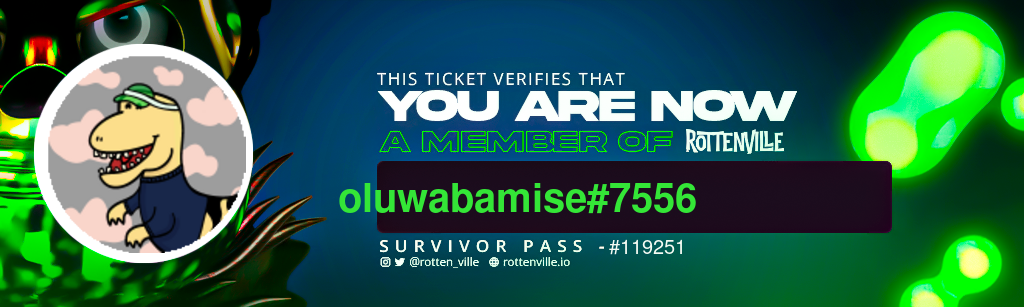 THIS TICKET VERIFIES THAT
YOU ARE NOW
A MEMBER OF ROTTENVILLE
oluwabamise#7556
SURVIVOR PASS - #119251
@rotten_ville rottenville.io